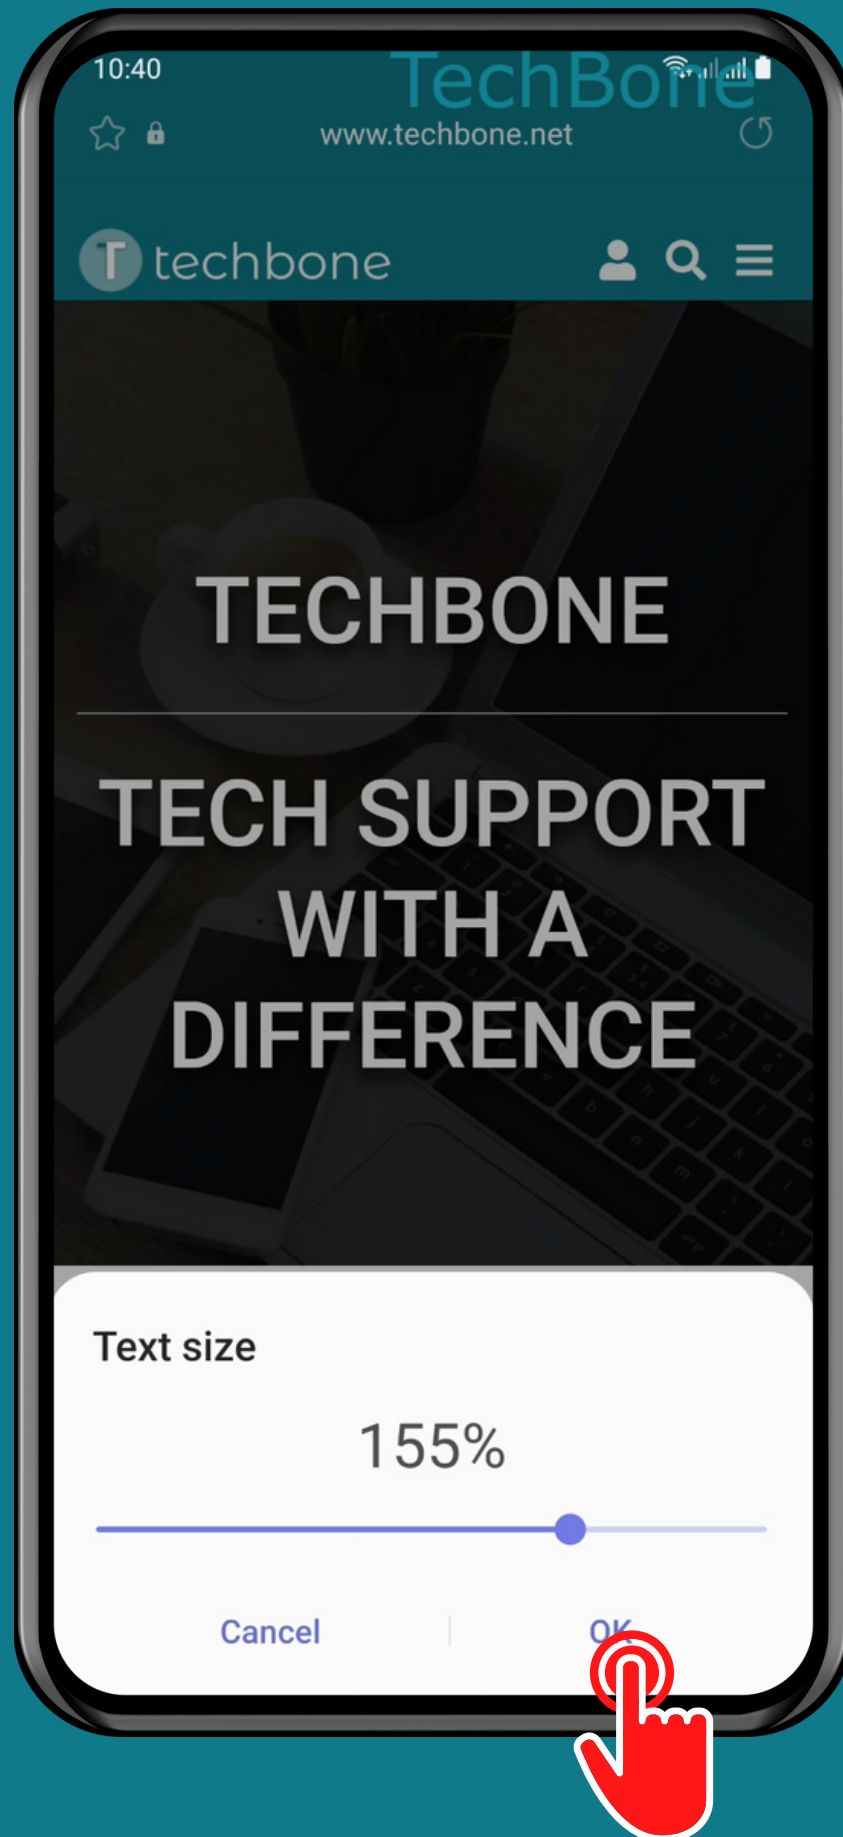 10:40
TechBone
www.techbone.net
T techbone
TECHBONE
TECH SUPPORT
WITH A
DIFFERENCE
Text size
155%
Cancel
OK